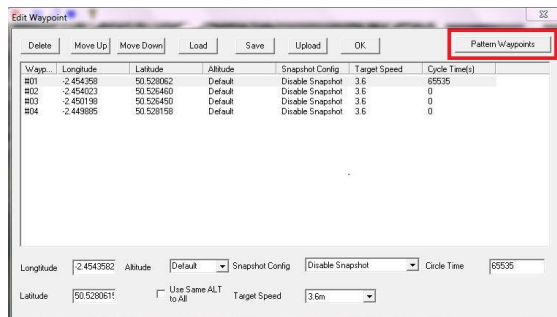 Edit Waypoint
Delete Move Up Move Down Load Save Upload OK Pattern Waypoints
Wayp... Longitude Latitude Altitude Snapshot Config Target Speed Cycle Time(s)
#01 -2.454358 50.528062 Default Disable Snapshot 3.6 65535
#02 -2.454023 50.526460 Default Disable Snapshot 3.6 0
#03 -2.450198 50.526450 Default Disable Snapshot 3.6 0
#04 -2.449885 50.528158 Default Disable Snapshot 3.6 0
Longtitude -2.4543582 Altitude Default Snapshot Config Disable Snapshot Circle Time 65535
Latitude 50.5280615 Use Same ALT
to All Target Speed 3.6m